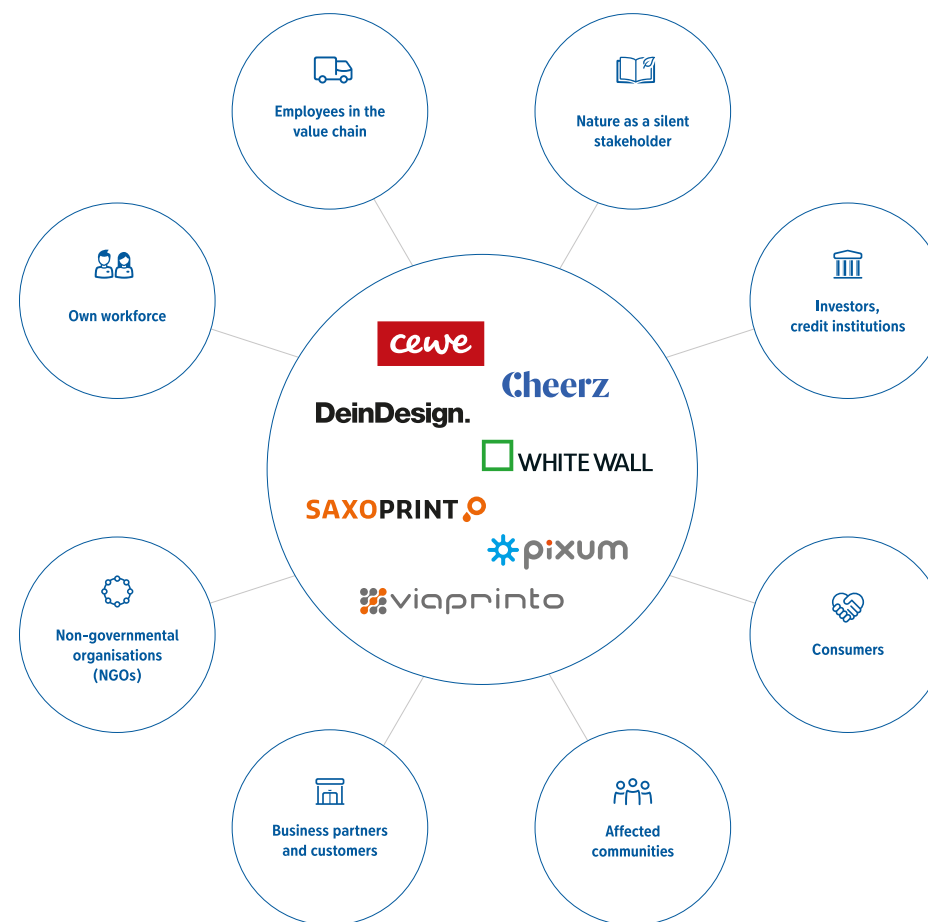 Employees in the
value chain
Nature as a silent
stakeholder
Own workforce
Investors,
credit institutions
cewe
Cheerz
DeinDesign.
WHITE WALL
SAXOPRINT
pixum
viaprinto
Non-governmental
organisations
(NGOs)
Consumers
Business partners
and customers
Affected
communities